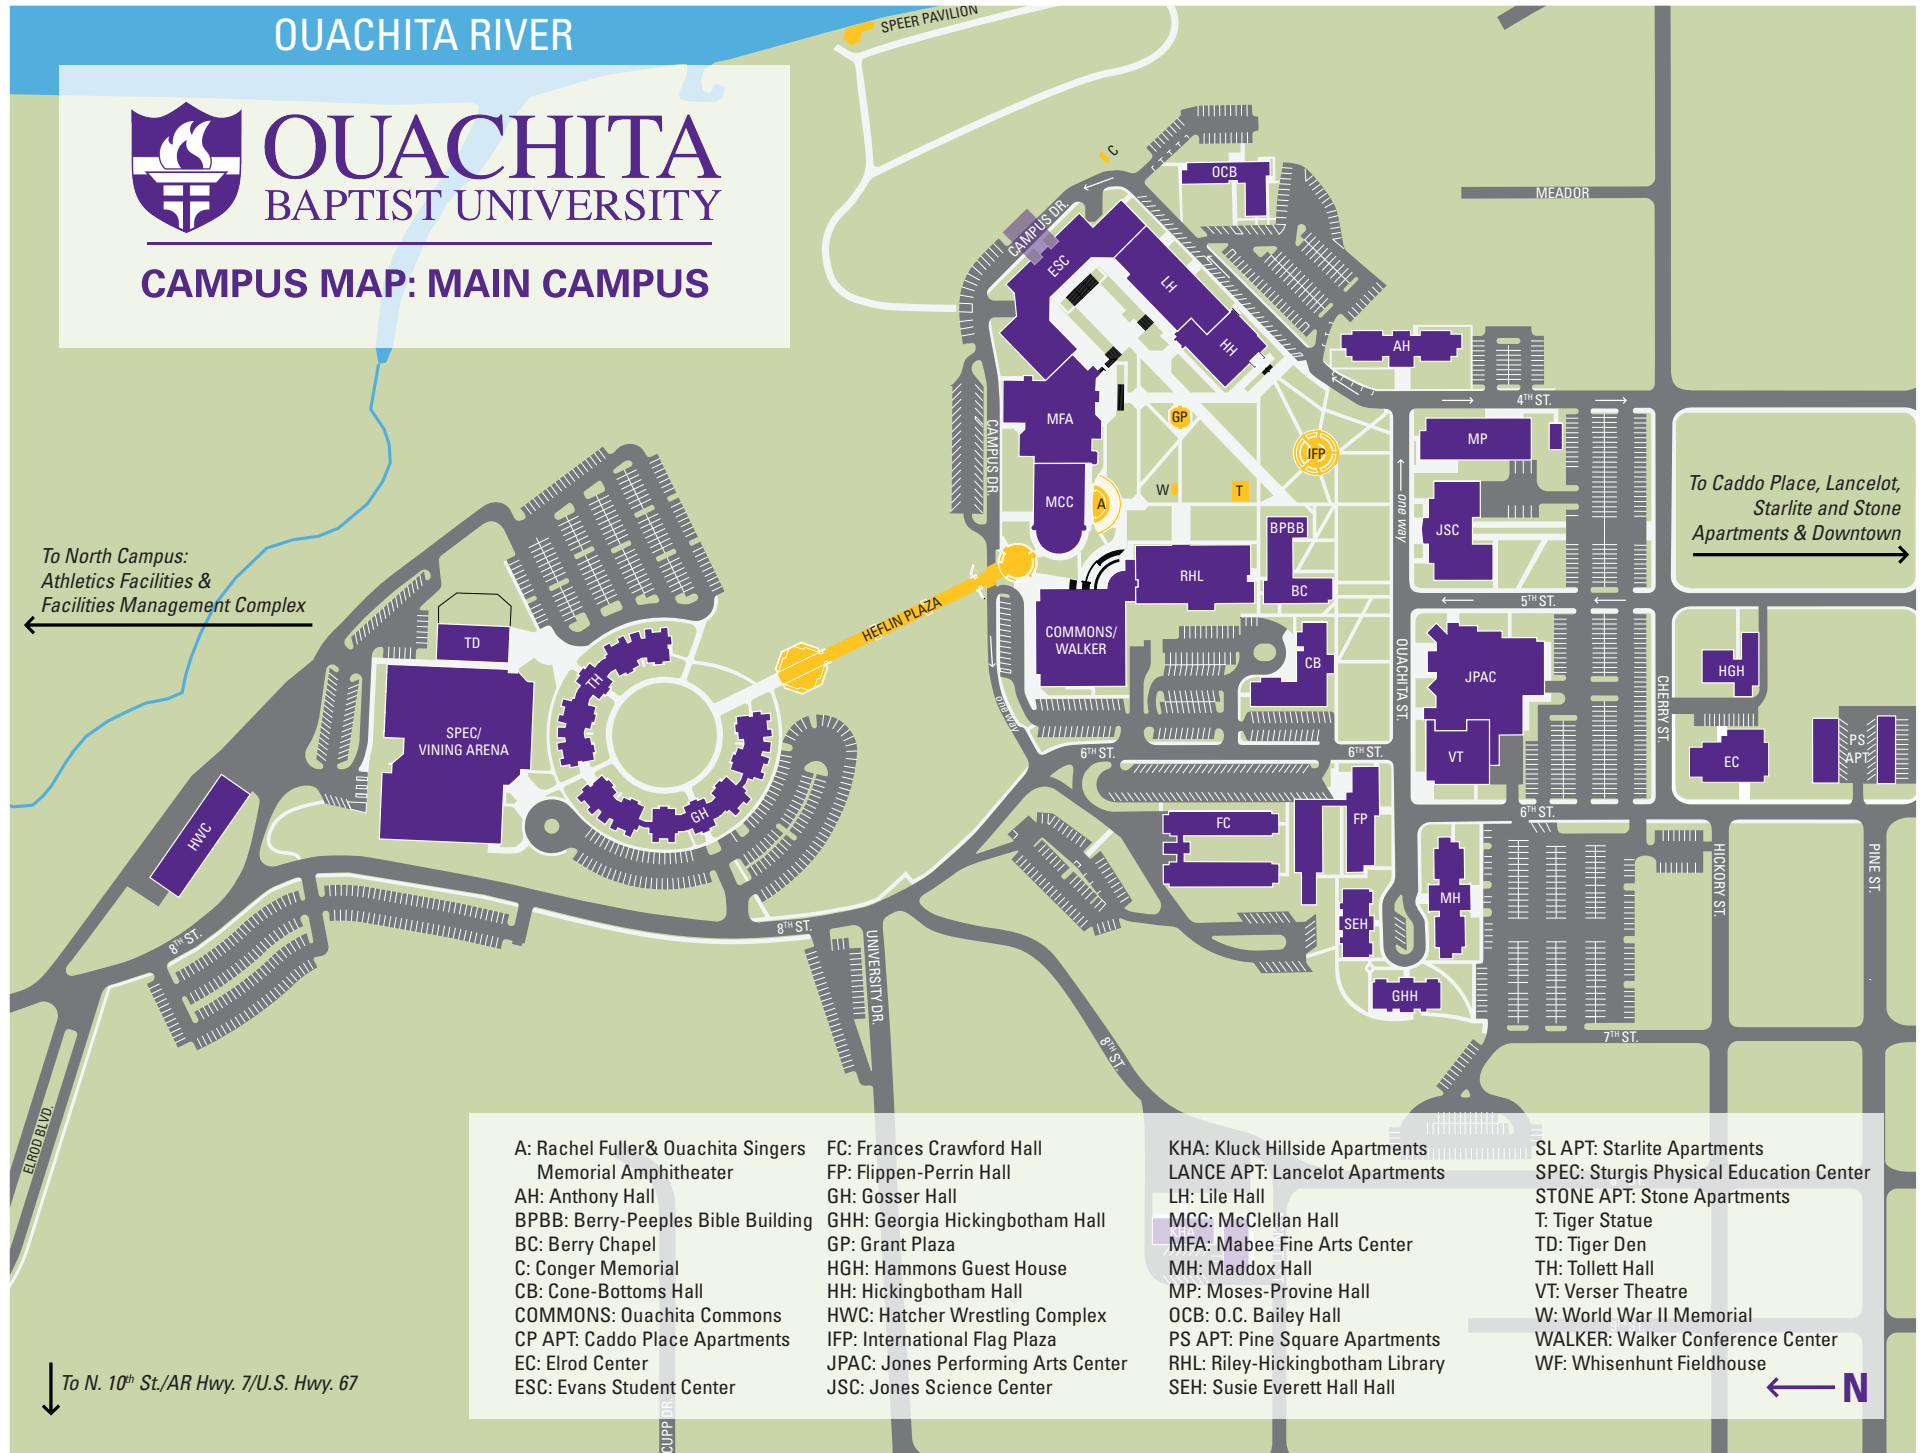 OUACHITA RIVER
SPEER PAVILION
OUACHITA
BAPTIST UNIVERSITY
CAMPUS MAP: MAIN CAMPUS
C
OCB
MEADOR
CAMPUS DR.
ESC
LH
HH
AH
4TH ST.
GP
MFA
CAMPUS DR.
MP
IFP
To Caddo Place, Lancelot,
Starlite and Stone
Apartments & Downtown
W
T
A
MCC
one way
BPBB
JSC
To North Campus:
Athletics Facilities &
Facilities Management Complex
RHL
BC
5TH ST.
HEFLIN PLAZA
TD
COMMONS/
WALKER
OUACHITA ST.
CB
JPAC
HGH
CHERRY ST.
TH
SPEC/
VINING ARENA
one way
6TH ST.
6TH ST.
VT
EC
PS
APT
6TH ST.
HWC
GH
FC
FP
HICKORY ST.
PINE ST.
MH
SEH
8TH ST.
8TH ST.
UNIVERSITY DR.
GHH
7TH ST.
8TH ST.
ELROD BLVD.
A: Rachel Fuller& Ouachita Singers
Memorial Amphitheater
AH: Anthony Hall
BPBB: Berry-Peeples Bible Building
BC: Berry Chapel
C: Conger Memorial
CB: Cone-Bottoms Hall
COMMONS: Ouachita Commons
CP APT: Caddo Place Apartments
EC: Elrod Center
ESC: Evans Student Center
FC: Frances Crawford Hall
FP: Flippen-Perrin Hall
GH: Gosser Hall
GHH: Georgia Hickingbotham Hall
GP: Grant Plaza
HGH: Hammons Guest House
HH: Hickingbotham Hall
HWC: Hatcher Wrestling Complex
IFP: International Flag Plaza
JPAC: Jones Performing Arts Center
JSC: Jones Science Center
KHA: Kluck Hillside Apartments
LANCE APT: Lancelot Apartments
LH: Lile Hall
MCC: McClellan Hall
MFA: Mabee Fine Arts Center
MH: Maddox Hall
MP: Moses-Provine Hall
OCB: O.C. Bailey Hall
PS APT: Pine Square Apartments
RHL: Riley-Hickingbotham Library
SEH: Susie Everett Hall Hall
SL APT: Starlite Apartments
SPEC: Sturgis Physical Education Center
STONE APT: Stone Apartments
T: Tiger Statue
TD: Tiger Den
TH: Tollett Hall
VT: Verser Theatre
W: World War II Memorial
WALKER: Walker Conference Center
WF: Whisenhunt Fieldhouse
KHA
N
To N. 10th St./AR Hwy. 7/U.S. Hwy. 67
CUPP DR.